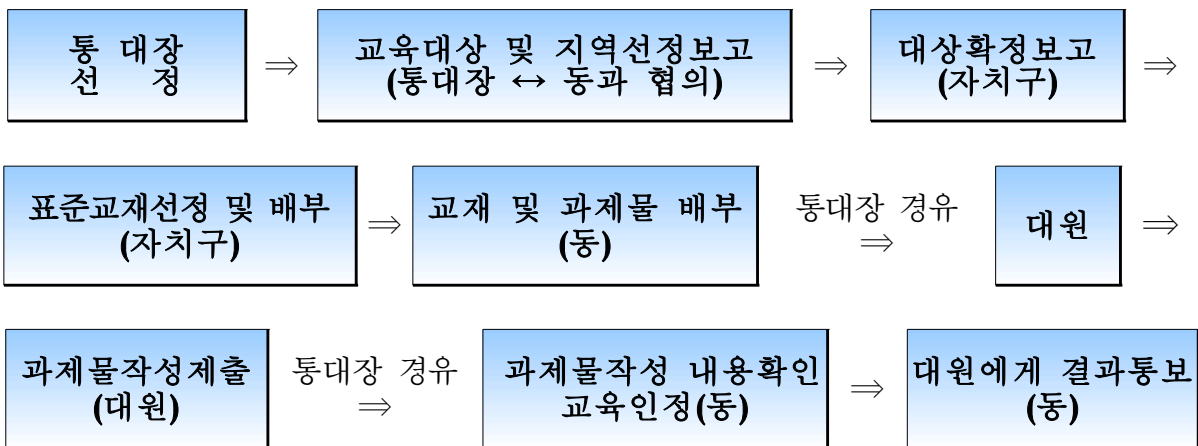 통 대장
선 정
⇒
교육대상 및 지역선정보고
(통대장 ↔ 동과 협의)
⇒
대상확정보고
(자치구)
⇒
표준교재선정 및 배부
(자치구)
⇒
교재 및 과제물 배부
(동)
통대장 경유
⇒
대원
⇒
과제물작성제출
(대원)
통대장 경유
⇒
과제물작성 내용확인
교육인정(동)
⇒
대원에게 결과통보
(동)